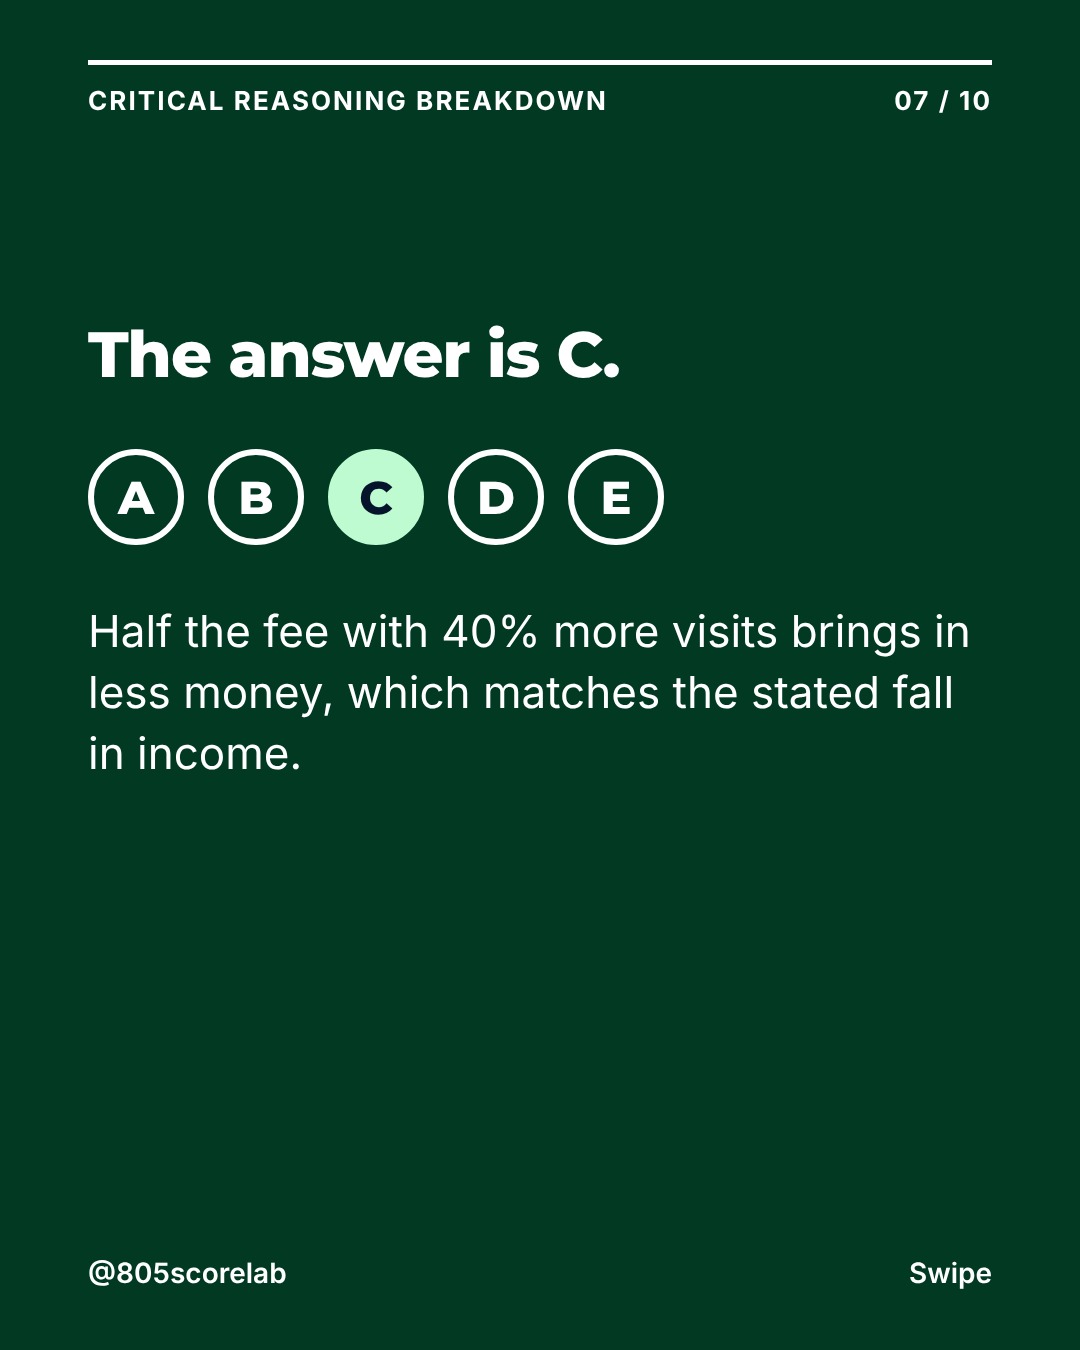 CRITICAL REASONING BREAKDOWN 07 / 10
The answer is C.
A B C D E
Half the fee with 40% more visits brings in
less money, which matches the stated fall
in income.
@805scorelab Swipe